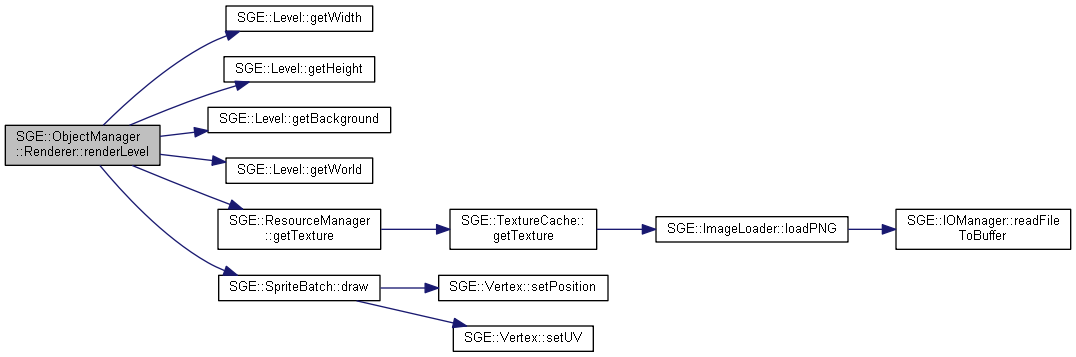 SGE::Level::getWidth
SGE::Level::getHeight
SGE::Level::getBackground
SGE::ObjectManager
::Renderer::renderLevel
SGE::Level::getWorld
SGE::ResourceManager
::getTexture
SGE::TextureCache::
getTexture
SGE::ImageLoader::loadPNG
SGE::IOManager::readFile
ToBuffer
SGE::SpriteBatch::draw
SGE::Vertex::setPosition
SGE::Vertex::setUV